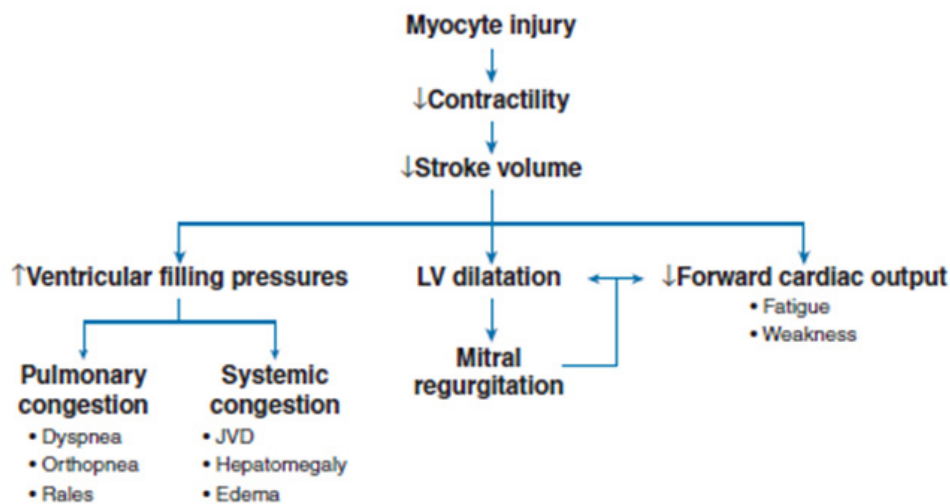 Myocyte injury
↓Contractility
↓Stroke volume
↑Ventricular filling pressures
LV dilatation
↓Forward cardiac output
• Fatigue
• Weakness
Mitral
regurgitation
Pulmonary
congestion
• Dyspnea
• Orthopnea
• Rales
Systemic
congestion
• JVD
• Hepatomegaly
• Edema